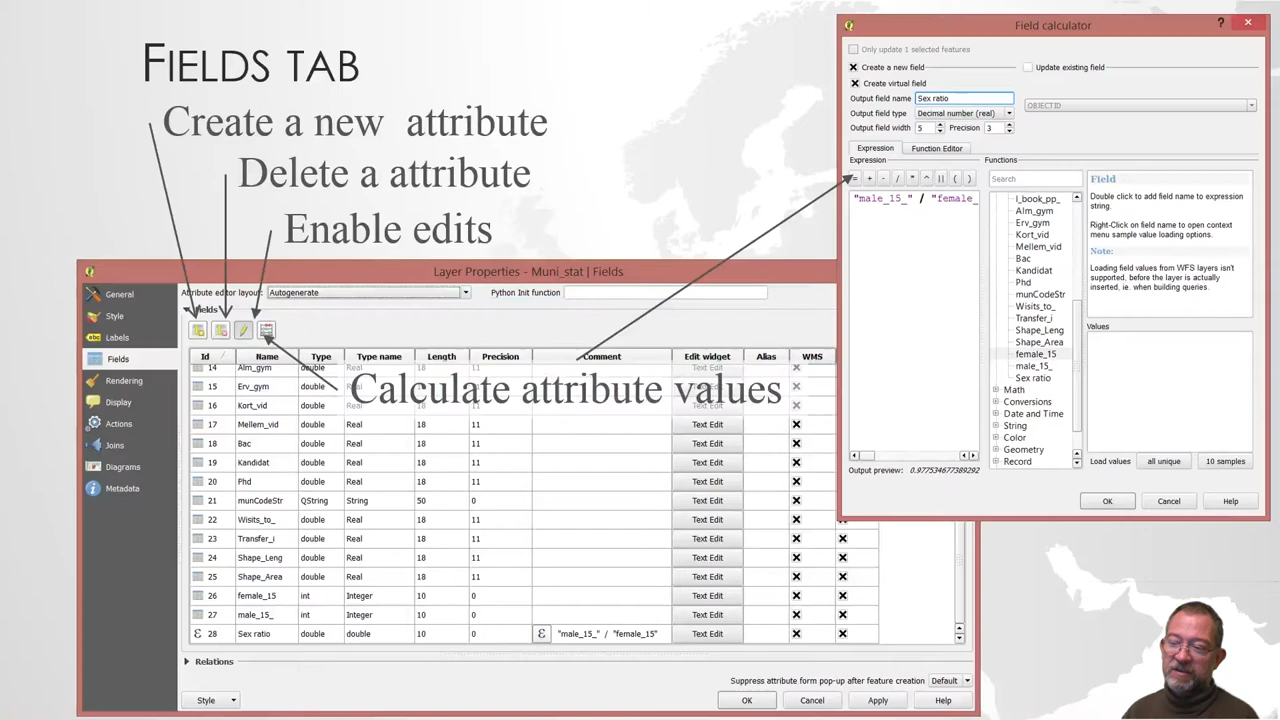 FIELDS TAB
Create a new attribute
Delete a attribute
Enable edits
Calculate attribute values
Layer Properties - Muni_stat | Fields
General
Style
Labels
Fields
Rendering
Display
Actions
Joins
Diagrams
Metadata
Attribute editor layout: Autogenerate Python Init function
Fields
Id Name Type Type name Length Precision Comment Edit widget Alias WMS
14 Alm_gym double Real 18 11
15 Erv_gym double Real 18 11
16 Kort_vid double Real 18 11
17 Mellem_vid double Real 18 11 Text Edit
18 Bac double Real 18 11 Text Edit
19 Kandidat double Real 18 11 Text Edit
20 Phd double Real 18 11 Text Edit
21 munCodeStr QString String 50 0 Text Edit
22 Wisits_to_ double Real 18 11 Text Edit
23 Transfer_i double Real 18 11 Text Edit
24 Shape_Leng double Real 18 11 Text Edit
25 Shape_Area double Real 18 11 Text Edit
26 female_15 int Integer 10 0 Text Edit
27 male_15_ int Integer 10 0 Text Edit
ε 28 Sex ratio double double 10 0 ε "male_15_" / "female_15" Text Edit
Relations
Suppress attribute form pop-up after feature creation Default
Style OK Cancel Apply Help
Field calculator
Only update 1 selected features
Create a new field Update existing field
Create virtual field
Output field name Sex ratio
OBJECTID
Output field type Decimal number (real)
Output field width 5 Precision 3
Expression Function Editor
Expression Functions
= + - / * ^ || ( )
"male_15_" / "female_
Search
l_book_pp_
Alm_gym
Erv_gym
Kort_vid
Mellem_vid
Bac
Kandidat
Phd
munCodeStr
Wisits_to_
Transfer_i
Shape_Leng
Shape_Area
female_15
male_15_
Sex ratio
Math
Conversions
Date and Time
String
Color
Geometry
Record
Field
Double click to add field name to expression
string.
Right-Click on field name to open context
menu sample value loading options.
Note:
Loading field values from WFS layers isn't
supported, before the layer is actually
inserted, ie. when building queries.
Values
Load values all unique 10 samples
Output preview: 0.977534677389292
OK Cancel Help